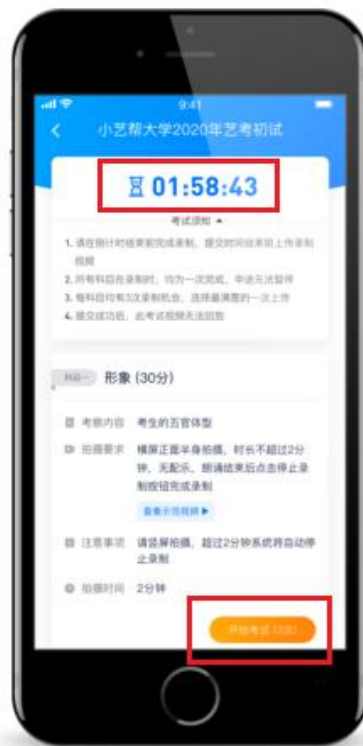 9:41
小艺帮大学2020年艺考初试
01:58:43
考试须知
1. 请在倒计时结束前完成录制，提交时间结束前上传录制
视频
2. 所有科目在录制时，均为一次完成，中途无法暂停
3. 每科目均有3次录制机会，选择最满意的一次上传
4. 提交成功后，此考试视频无法回放
科目一 形象 (30分)
考察内容 考生的五官体型
拍摄要求 横屏正面半身拍摄，时长不超过2分
钟，无配乐，朗诵结束后点击停止录
制按钮完成录制
查看示范视频
注意事项 请竖屏拍摄，超过2分钟系统将自动停
止录制
拍摄时间 2分钟
开始考试